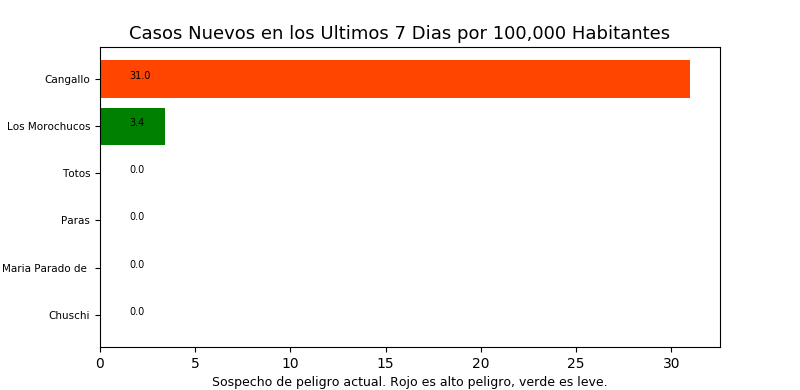 Casos Nuevos en los Ultimos 7 Dias por 100,000 Habitantes
Cangallo 31.0
Los Morochucos 3.4
Totos 0.0
Paras 0.0
Maria Parado de 0.0
Chuschi 0.0
0 5 10 15 20 25 30
Sospecho de peligro actual. Rojo es alto peligro, verde es leve.